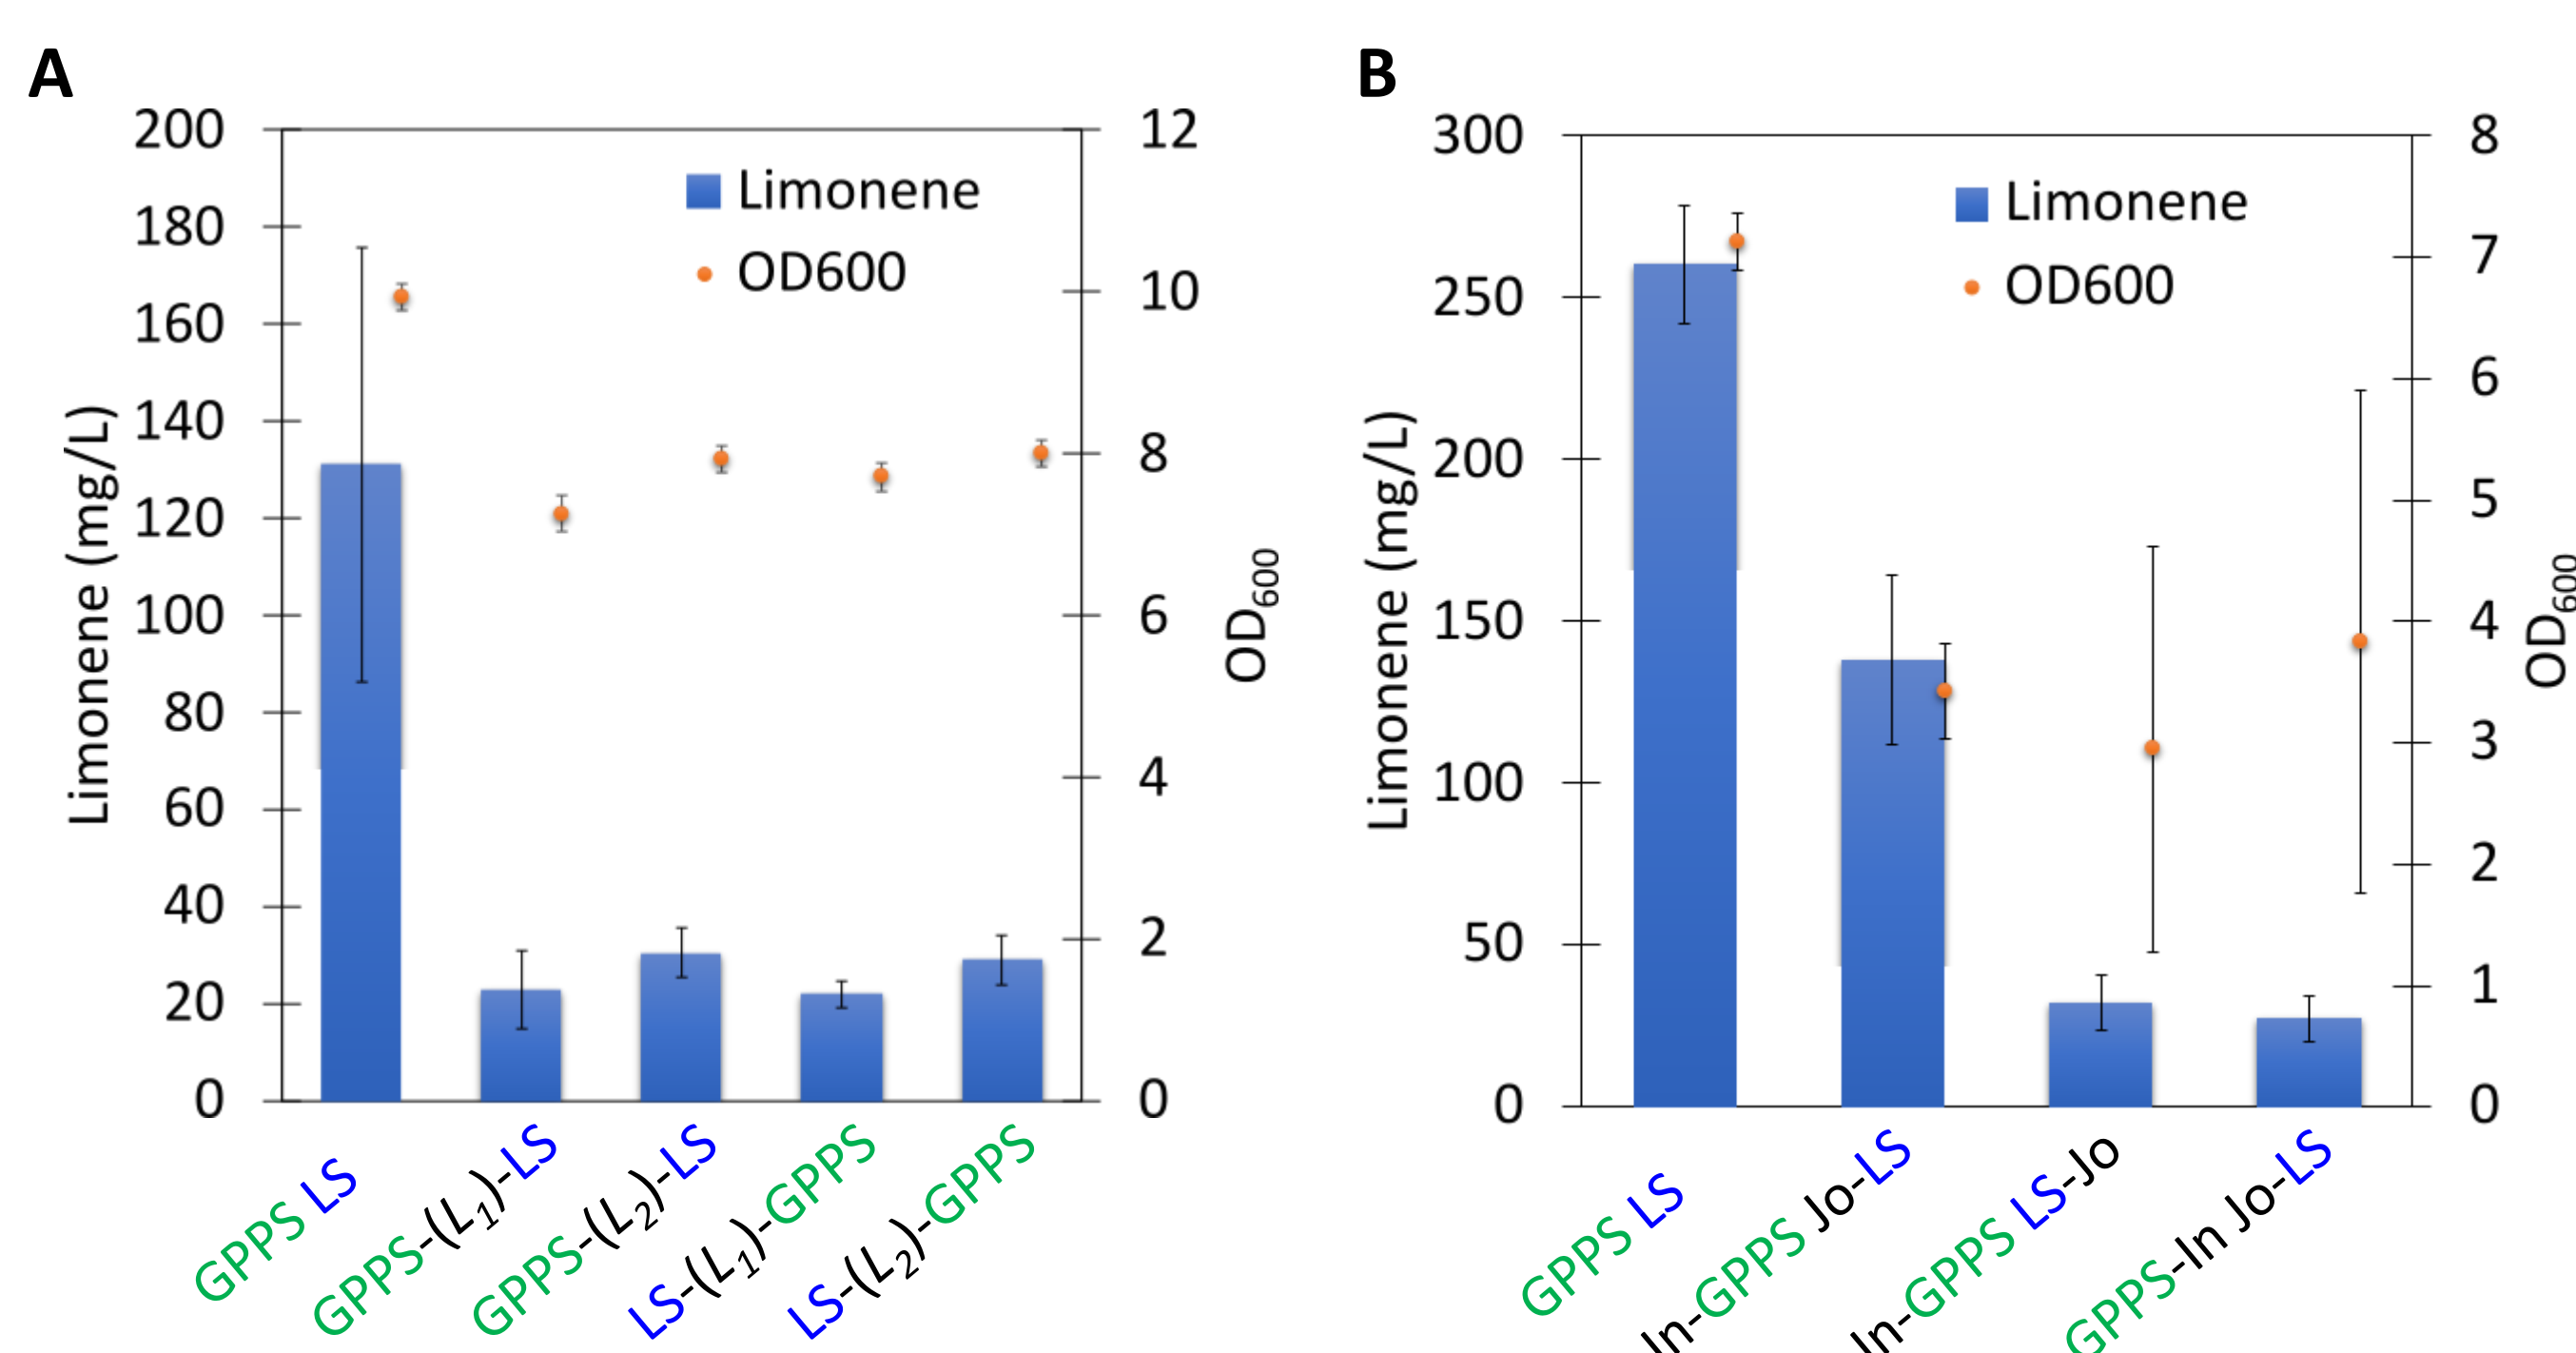 A
200
180
160
140
120
100
80
60
40
20
0
Limonene (mg/L)
Limonene
OD600
12
10
8
6
4
2
0
OD600
GPPS LS
GPPS-(L1)-LS
GPPS-(L2)-LS
LS-(L1)-GPPS
LS-(L2)-GPPS
B
300
250
200
150
100
50
0
Limonene (mg/L)
Limonene
OD600
8
7
6
5
4
3
2
1
0
OD600
GPPS LS
In-GPPS Jo-LS
In-GPPS LS-Jo
GPPS-In Jo-LS